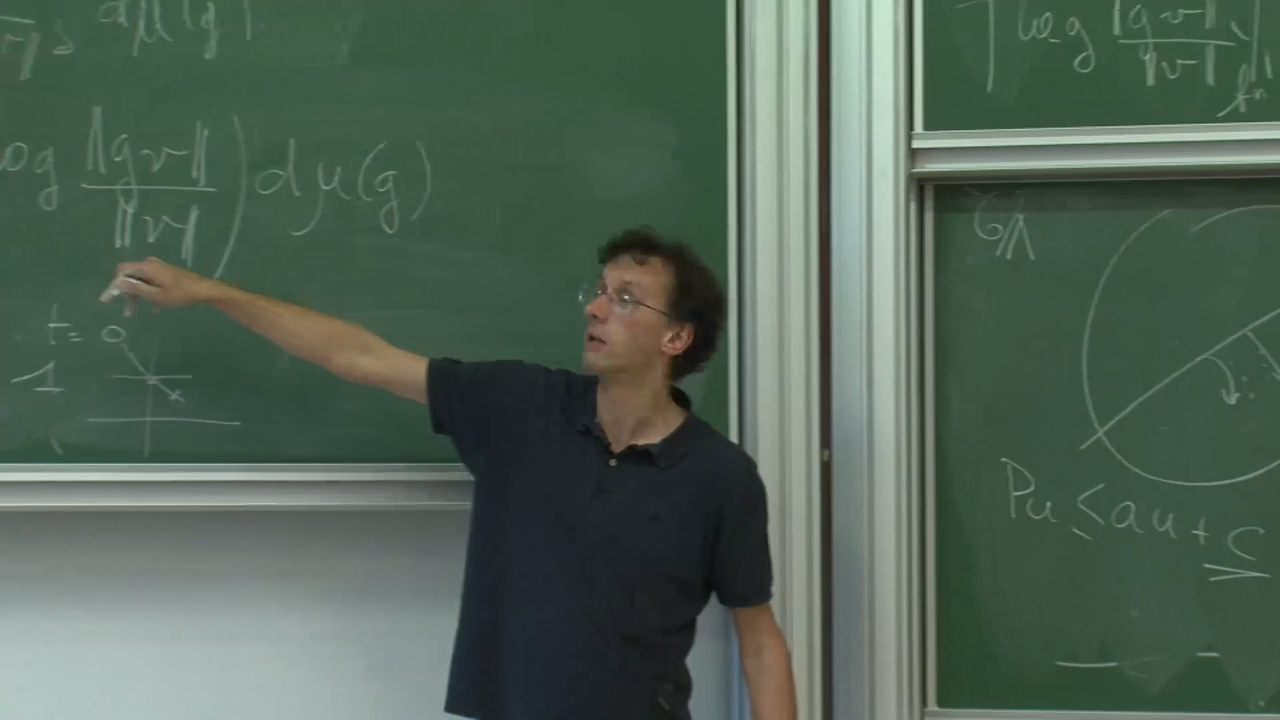 dμ(g)
log ‖gv‖/‖v‖ ) dμ(g)
t = 0
1
log ‖gv‖/‖v‖
G/Λ
Pu ≤ au + c